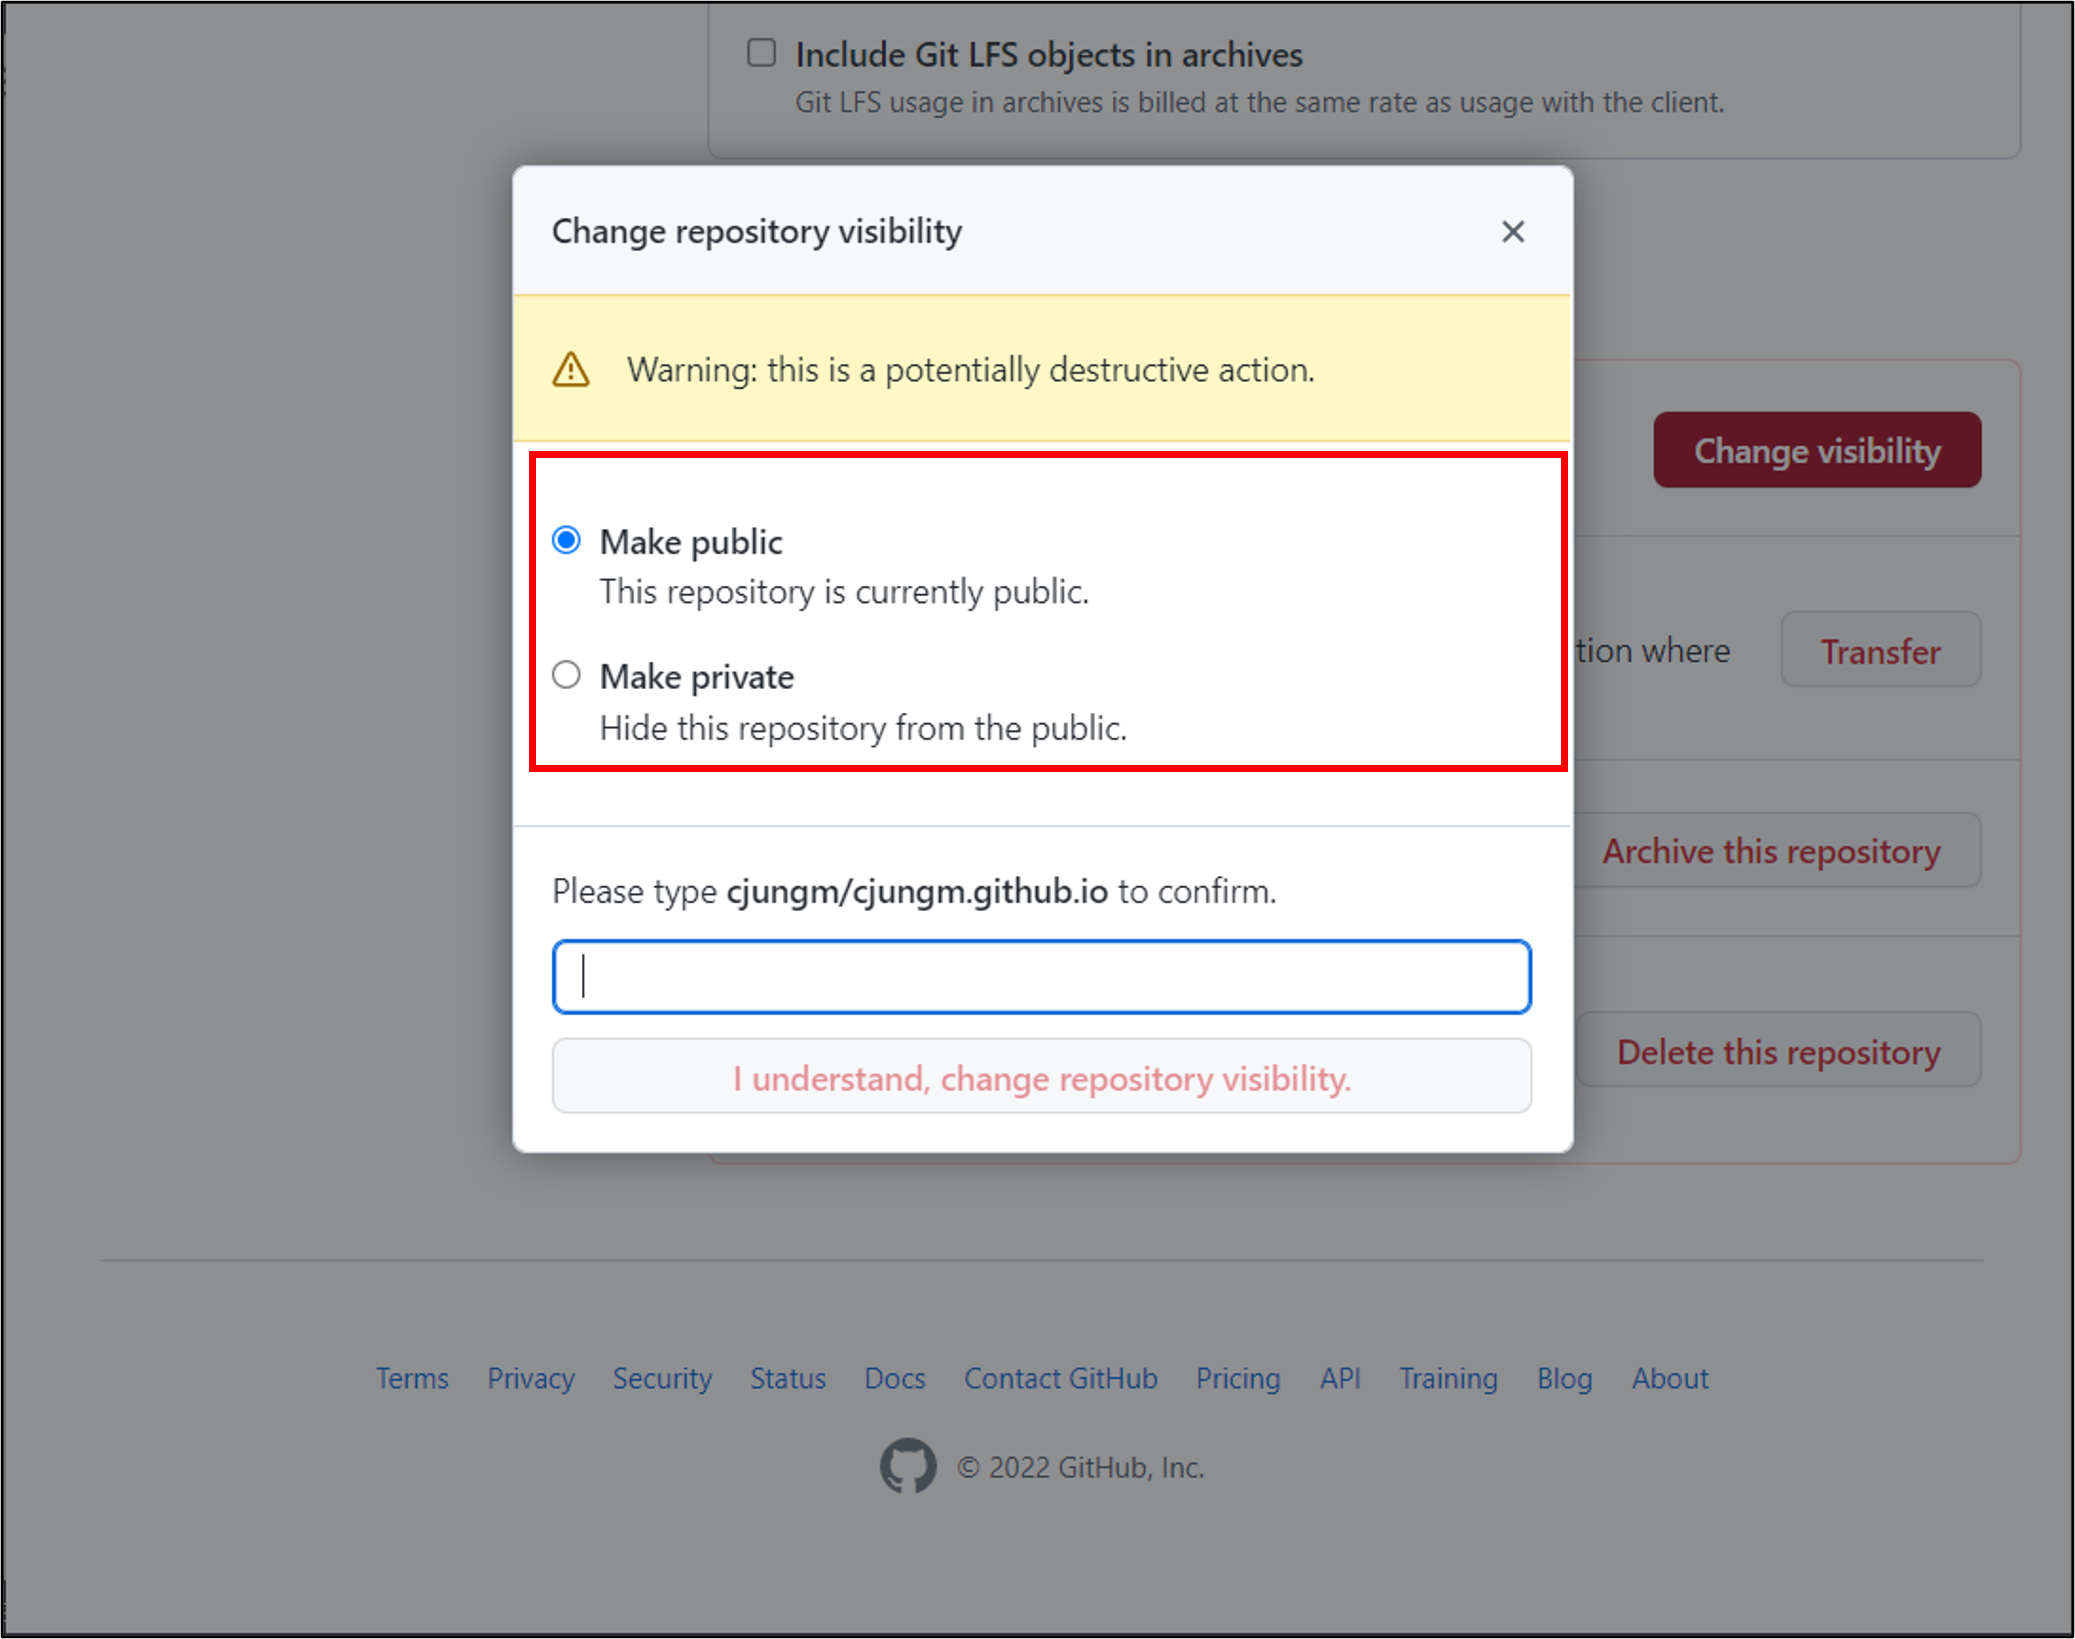 Include Git LFS objects in archives
Git LFS usage in archives is billed at the same rate as usage with the client.
Change repository visibility
Warning: this is a potentially destructive action.
Change visibility
Make public
This repository is currently public.
tion where
Transfer
Make private
Hide this repository from the public.
Archive this repository
Please type cjungm/cjungm.github.io to confirm.
Delete this repository
I understand, change repository visibility.
Terms Privacy Security Status Docs Contact GitHub Pricing API Training Blog About
© 2022 GitHub, Inc.